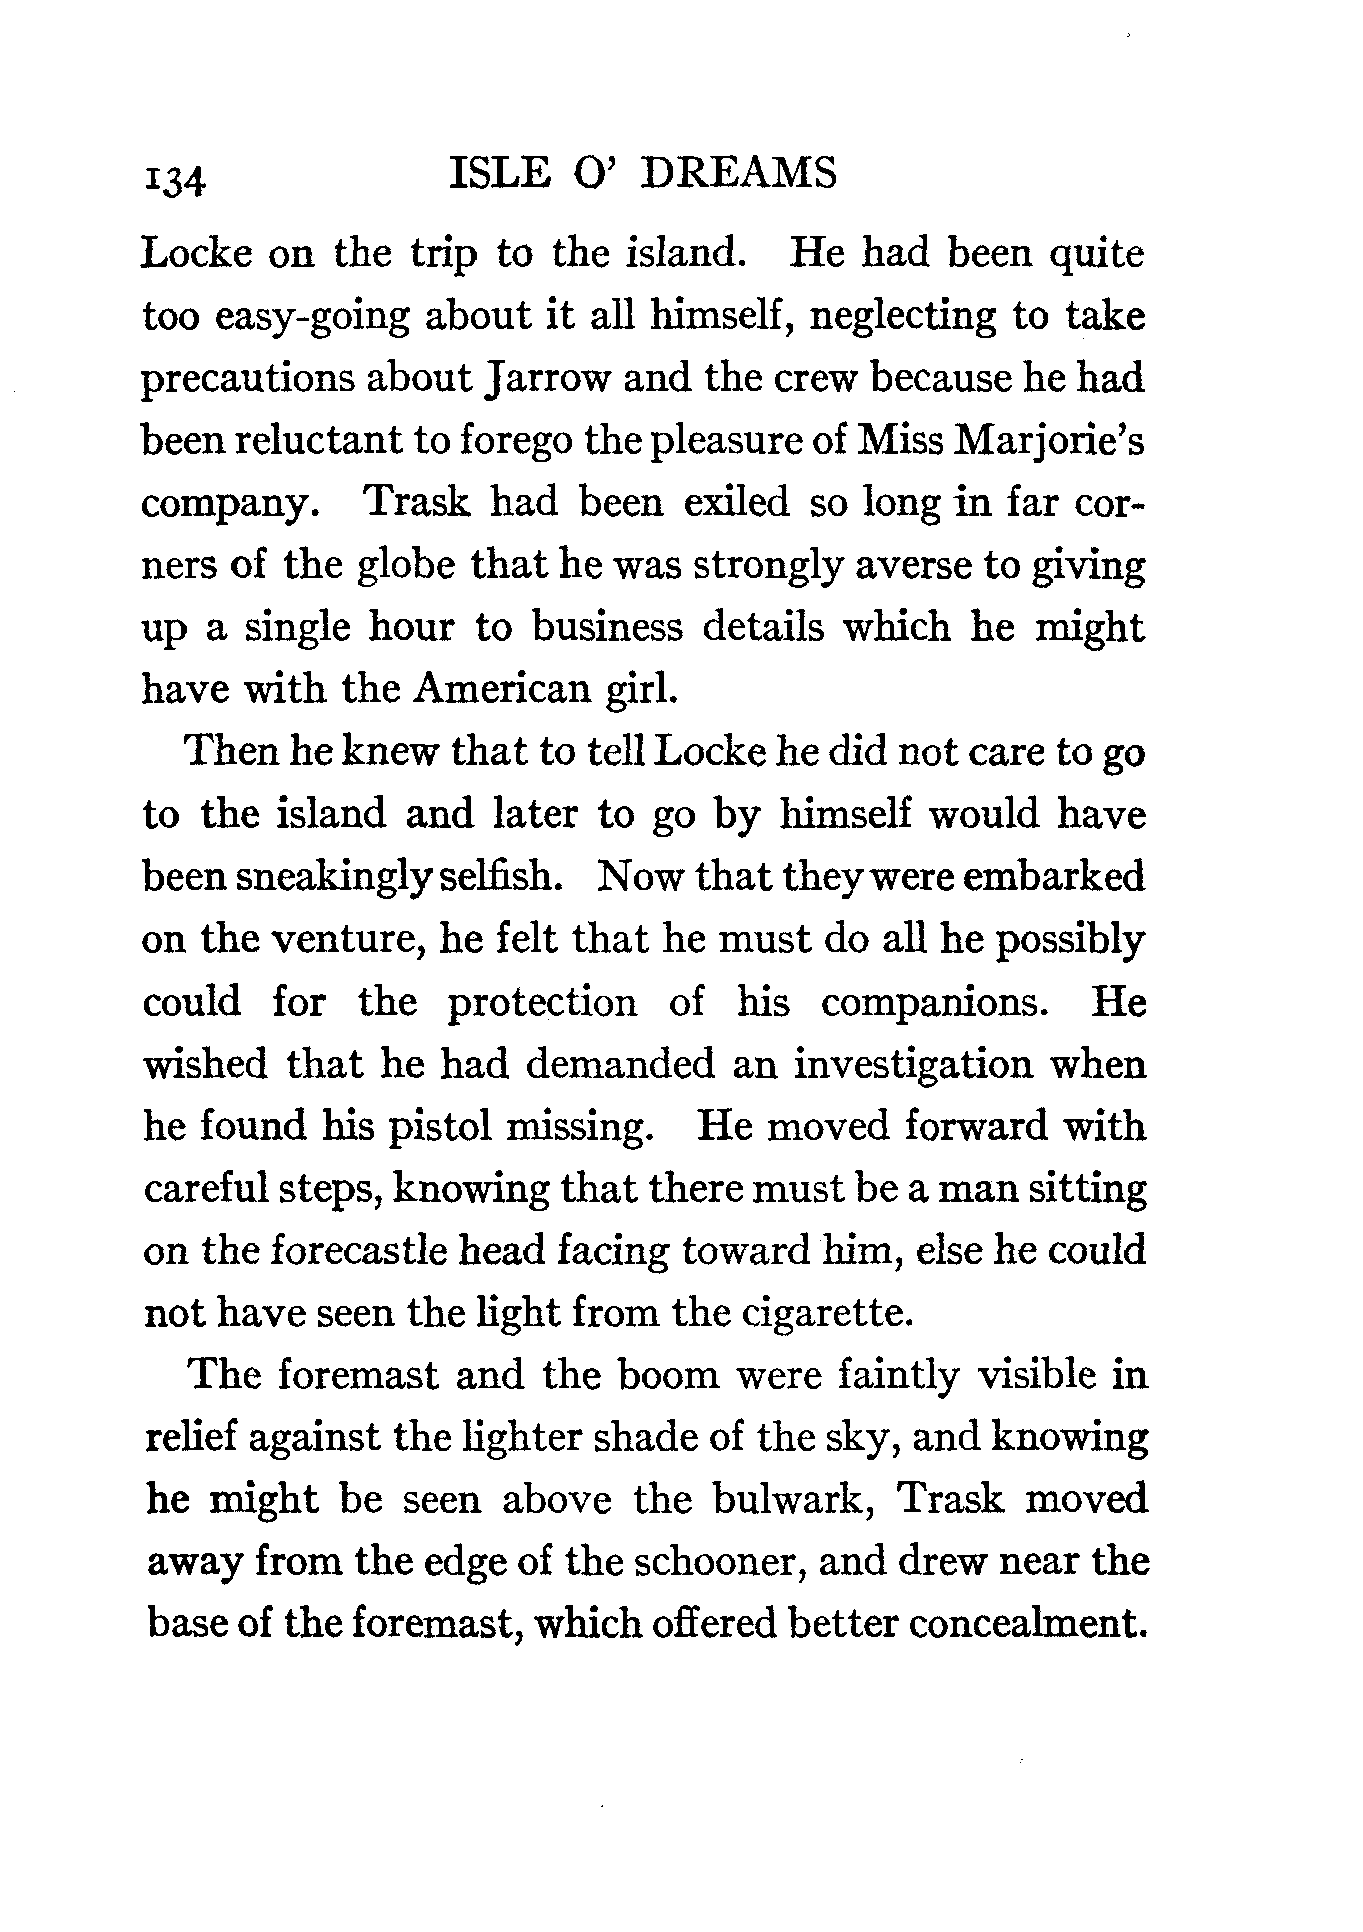 134 ISLE O' DREAMS
Locke on the trip to the island. He had been quite
too easy-going about it all himself, neglecting to take
precautions about Jarrow and the crew because he had
been reluctant to forego the pleasure of Miss Marjorie's
company. Trask had been exiled so long in far cor-
ners of the globe that he was strongly averse to giving
up a single hour to business details which he might
have with the American girl.
Then he knew that to tell Locke he did not care to go
to the island and later to go by himself would have
been sneakingly selfish. Now that they were embarked
on the venture, he felt that he must do all he possibly
could for the protection of his companions. He
wished that he had demanded an investigation when
he found his pistol missing. He moved forward with
careful steps, knowing that there must be a man sitting
on the forecastle head facing toward him, else he could
not have seen the light from the cigarette.
The foremast and the boom were faintly visible in
relief against the lighter shade of the sky, and knowing
he might be seen above the bulwark, Trask moved
away from the edge of the schooner, and drew near the
base of the foremast, which offered better concealment.